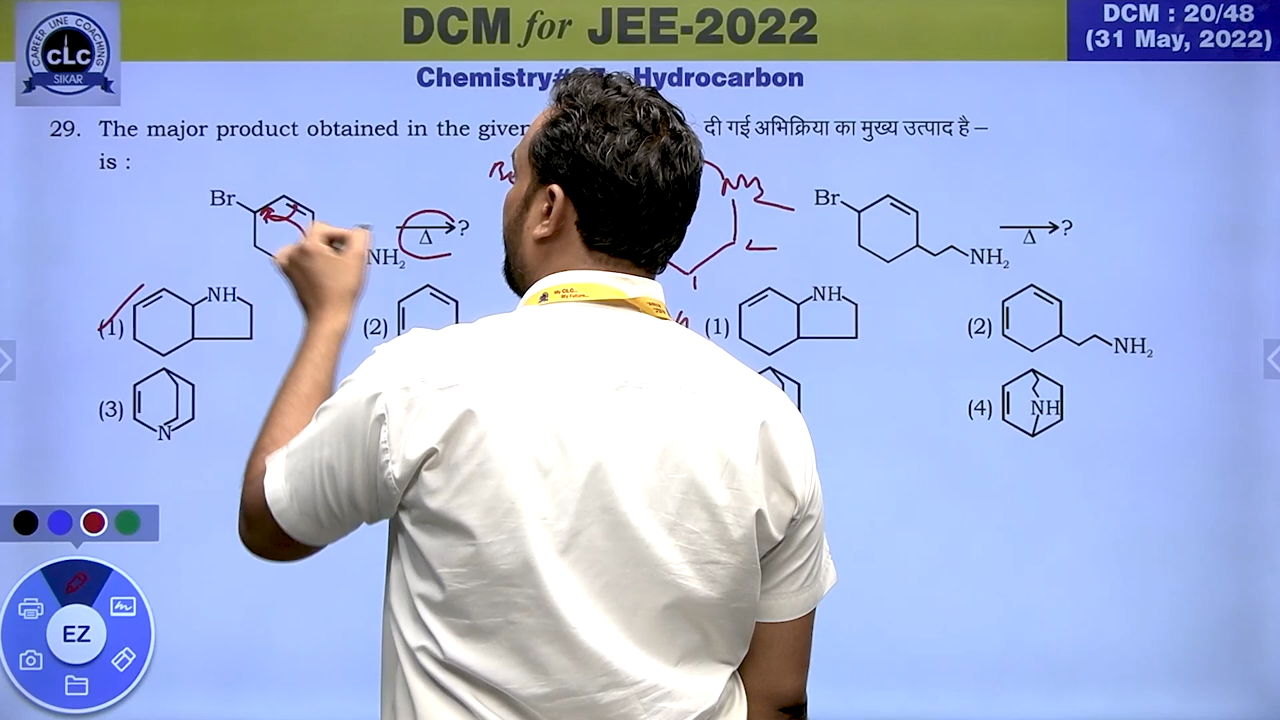 DCM for JEE-2022
DCM : 20/48
(31 May, 2022)
CAREER LINE COACHING
CLC
SIKAR
Hydrocarbon
Chemistry
29. The major product obtained in the given
is :
दी गई अभिक्रिया का मुख्य उत्पाद है –
Br
NH₂
Δ
?
Br
NH₂
Δ
?
(1) NH
(2)
(1) NH
(2) NH₂
(3) N
(4) NH
EZ